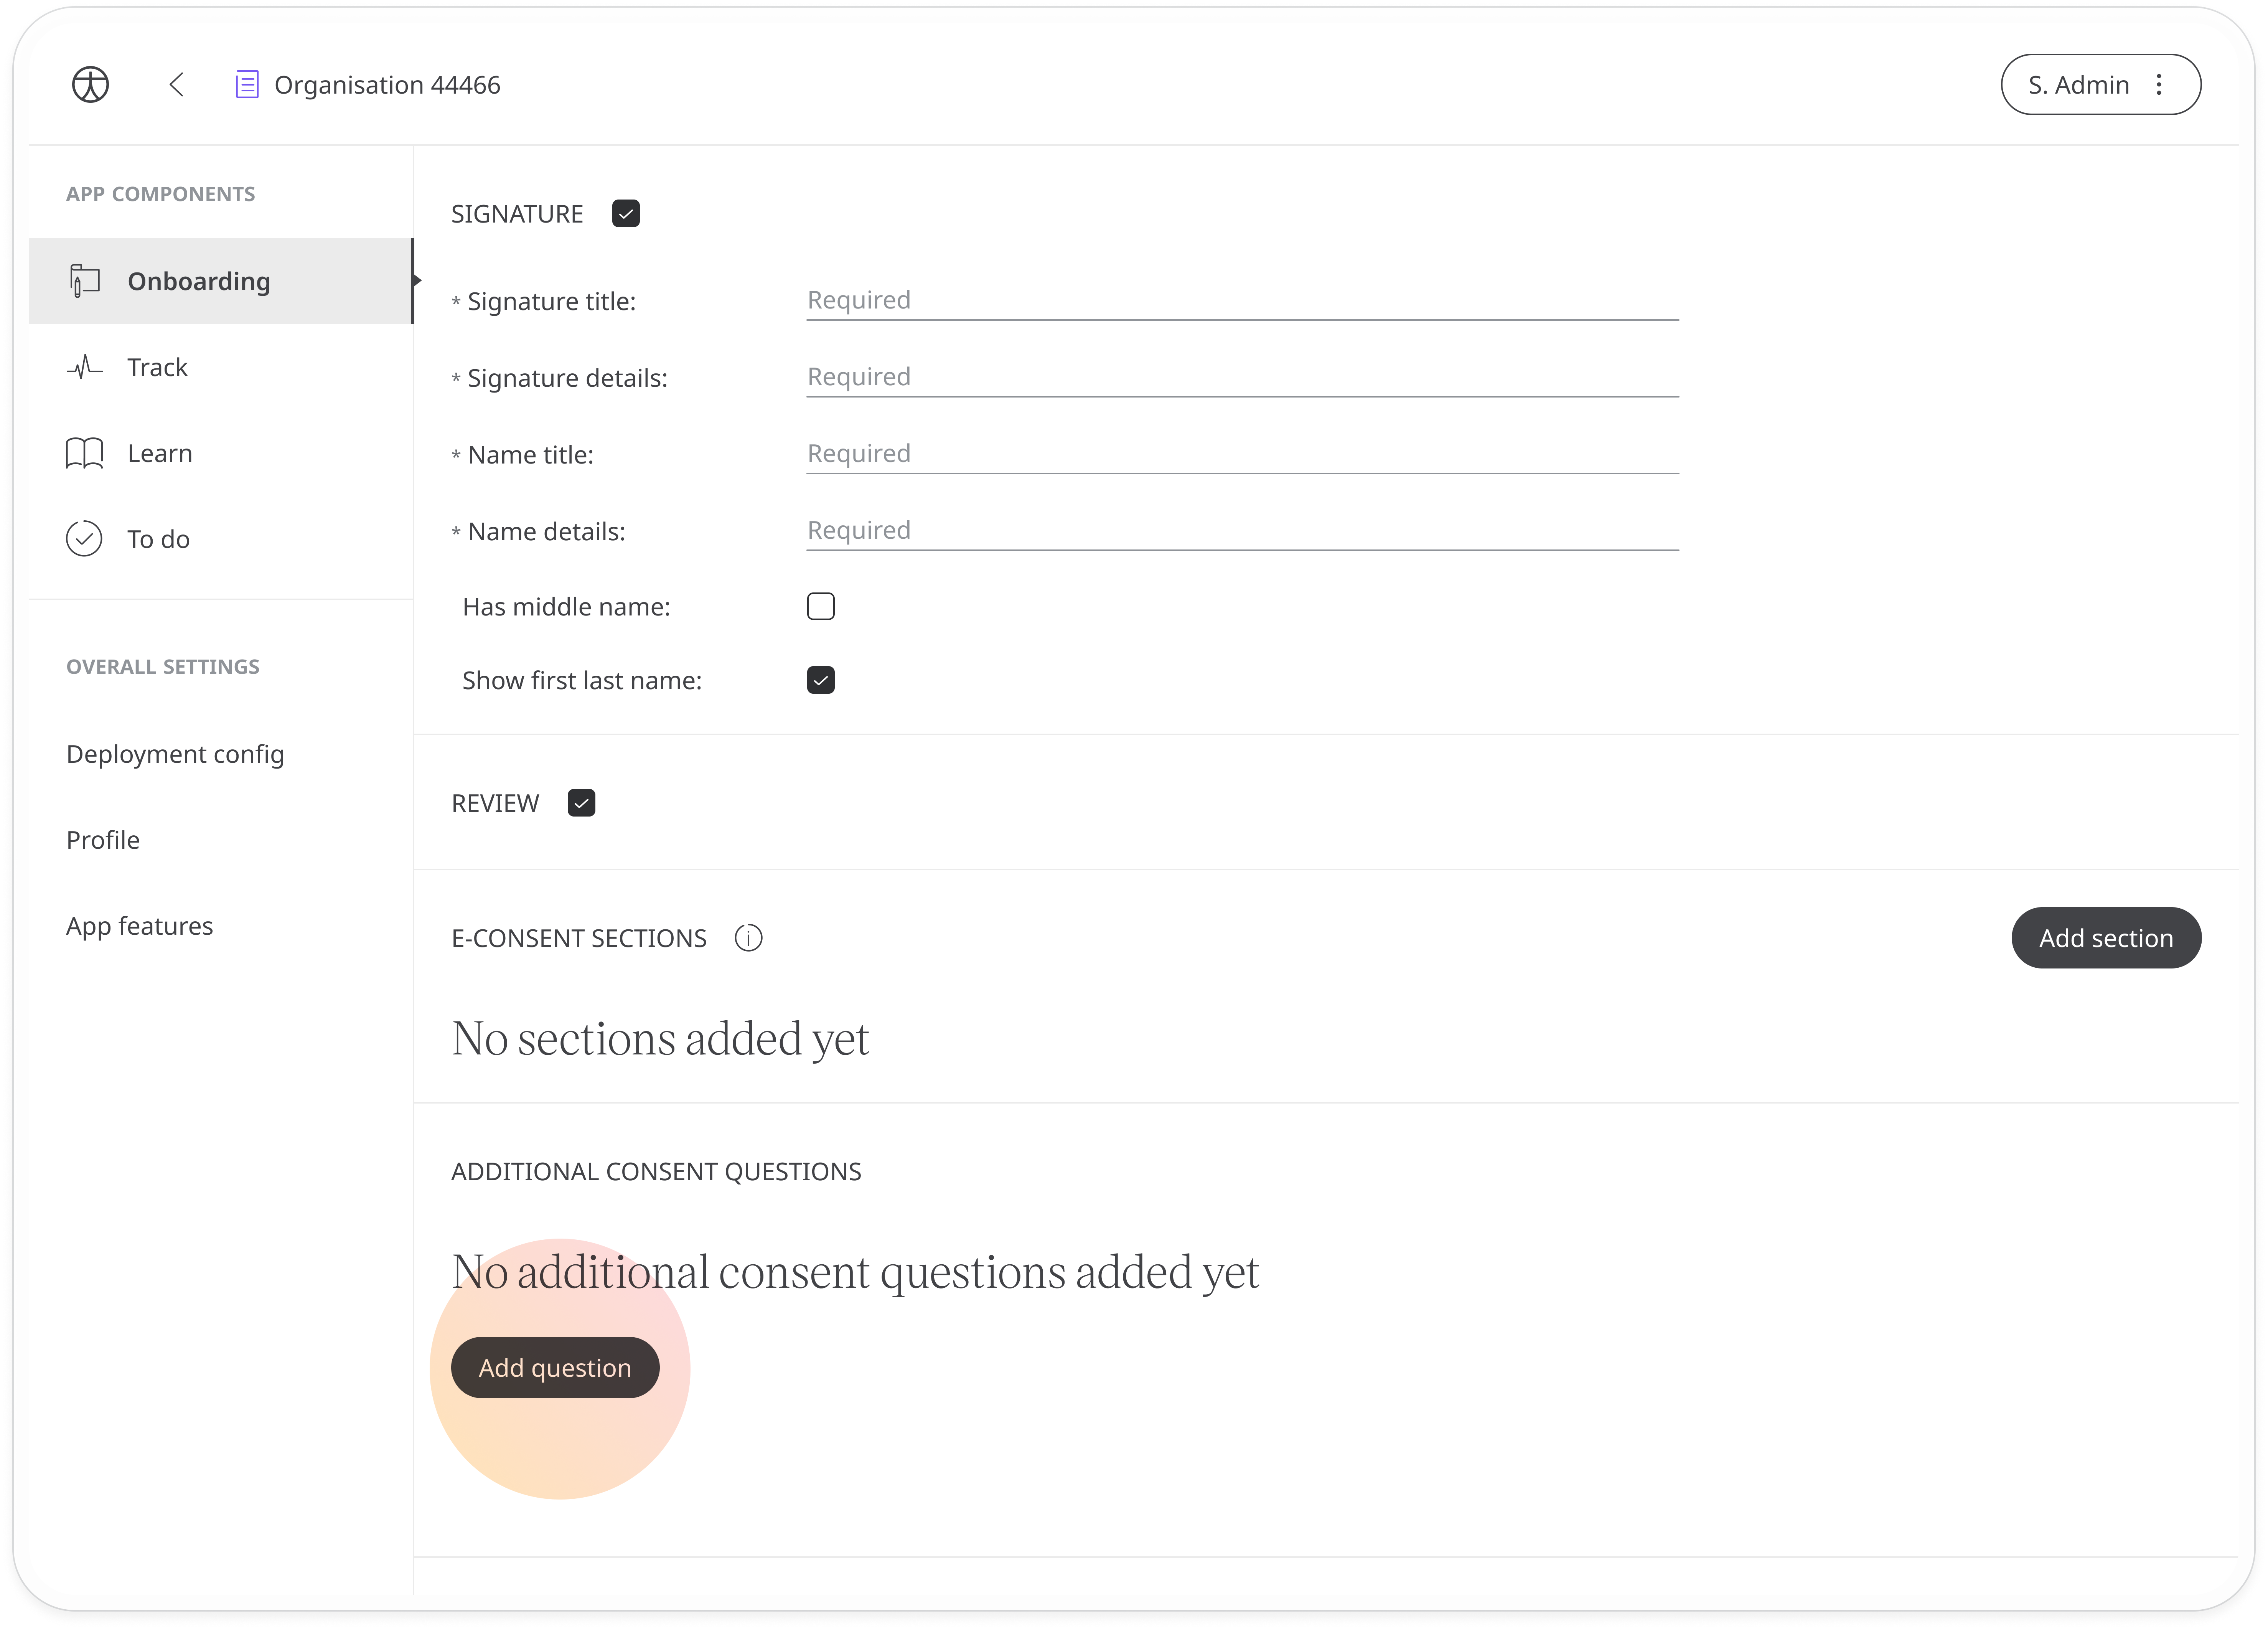 Organisation 44466
S. Admin
APP COMPONENTS
Onboarding
Track
Learn
To do
OVERALL SETTINGS
Deployment config
Profile
App features
SIGNATURE
* Signature title: Required
* Signature details: Required
* Name title: Required
* Name details: Required
Has middle name:
Show first last name:
REVIEW
E-CONSENT SECTIONS
Add section
No sections added yet
ADDITIONAL CONSENT QUESTIONS
No additional consent questions added yet
Add question